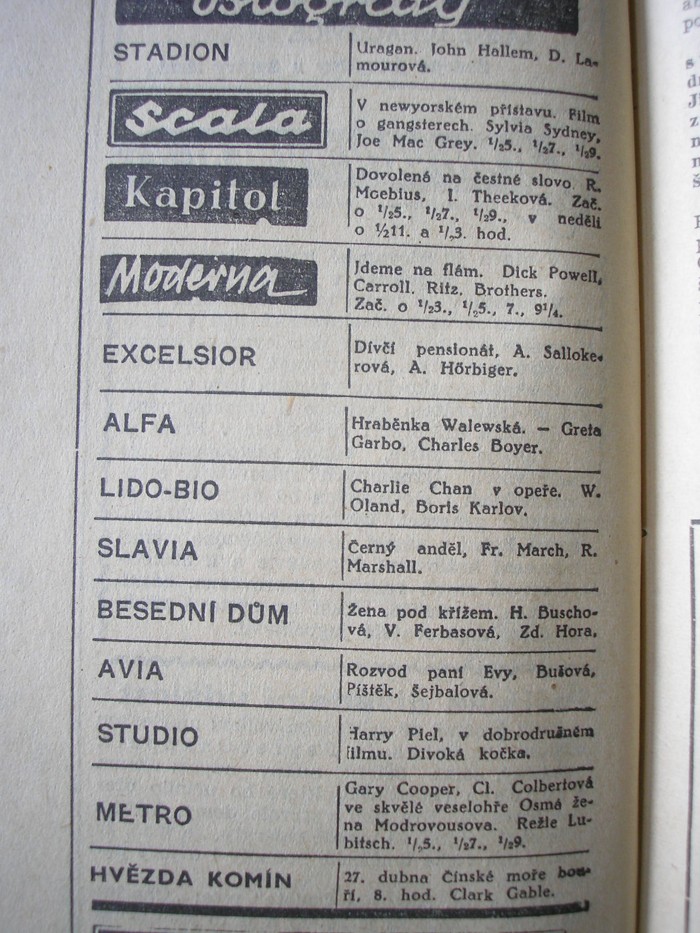 STADION
Uragan. John Hallem, D. La-
mourová.
Scala
V newyorském přístavu. Film
o gangsterech. Sylvia Sydney,
Joe Mac Grey. ½5., ½7., ½9.
Kapitol
Dovolená na čestné slovo R.
Moebius, I. Theeková. Zač.
o ½5., ½7., ½9., v neděli
o ½11. a ½3. hod.
Moderna
Jdeme na flám. Dick Powell,
Carroll. Ritz. Brothers.
Zač. o ½3., ½5., 7., 9¼.
EXCELSIOR
Dívčí pensionát, A. Salloke-
rová, A. Hörbiger.
ALFA
Hraběnka Walewská. — Greta
Garbo, Charles Boyer.
LIDO-BIO
Charlie Chan v opeře. W.
Oland, Boris Karlov.
SLAVIA
Černý anděl, Fr. March, R.
Marshall.
BESEDNÍ DŮM
Žena pod křížem. H. Buscho-
vá, V. Ferbasová, Zd. Hora.
AVIA
Rozvod paní Evy, Bušová,
Píštěk, Šejbalová.
STUDIO
Harry Piel, v dobrodružném
filmu. Divoká kočka.
METRO
Gary Cooper, Cl. Colbertová
ve skvělé veselohře Osmá že-
na Modrovousova. Režie Lu-
bitsch. ½5., ½7., ½9.
HVĚZDA KOMÍN
27. dubna Čínské moře bou-
ří, 8. hod. Clark Gable.